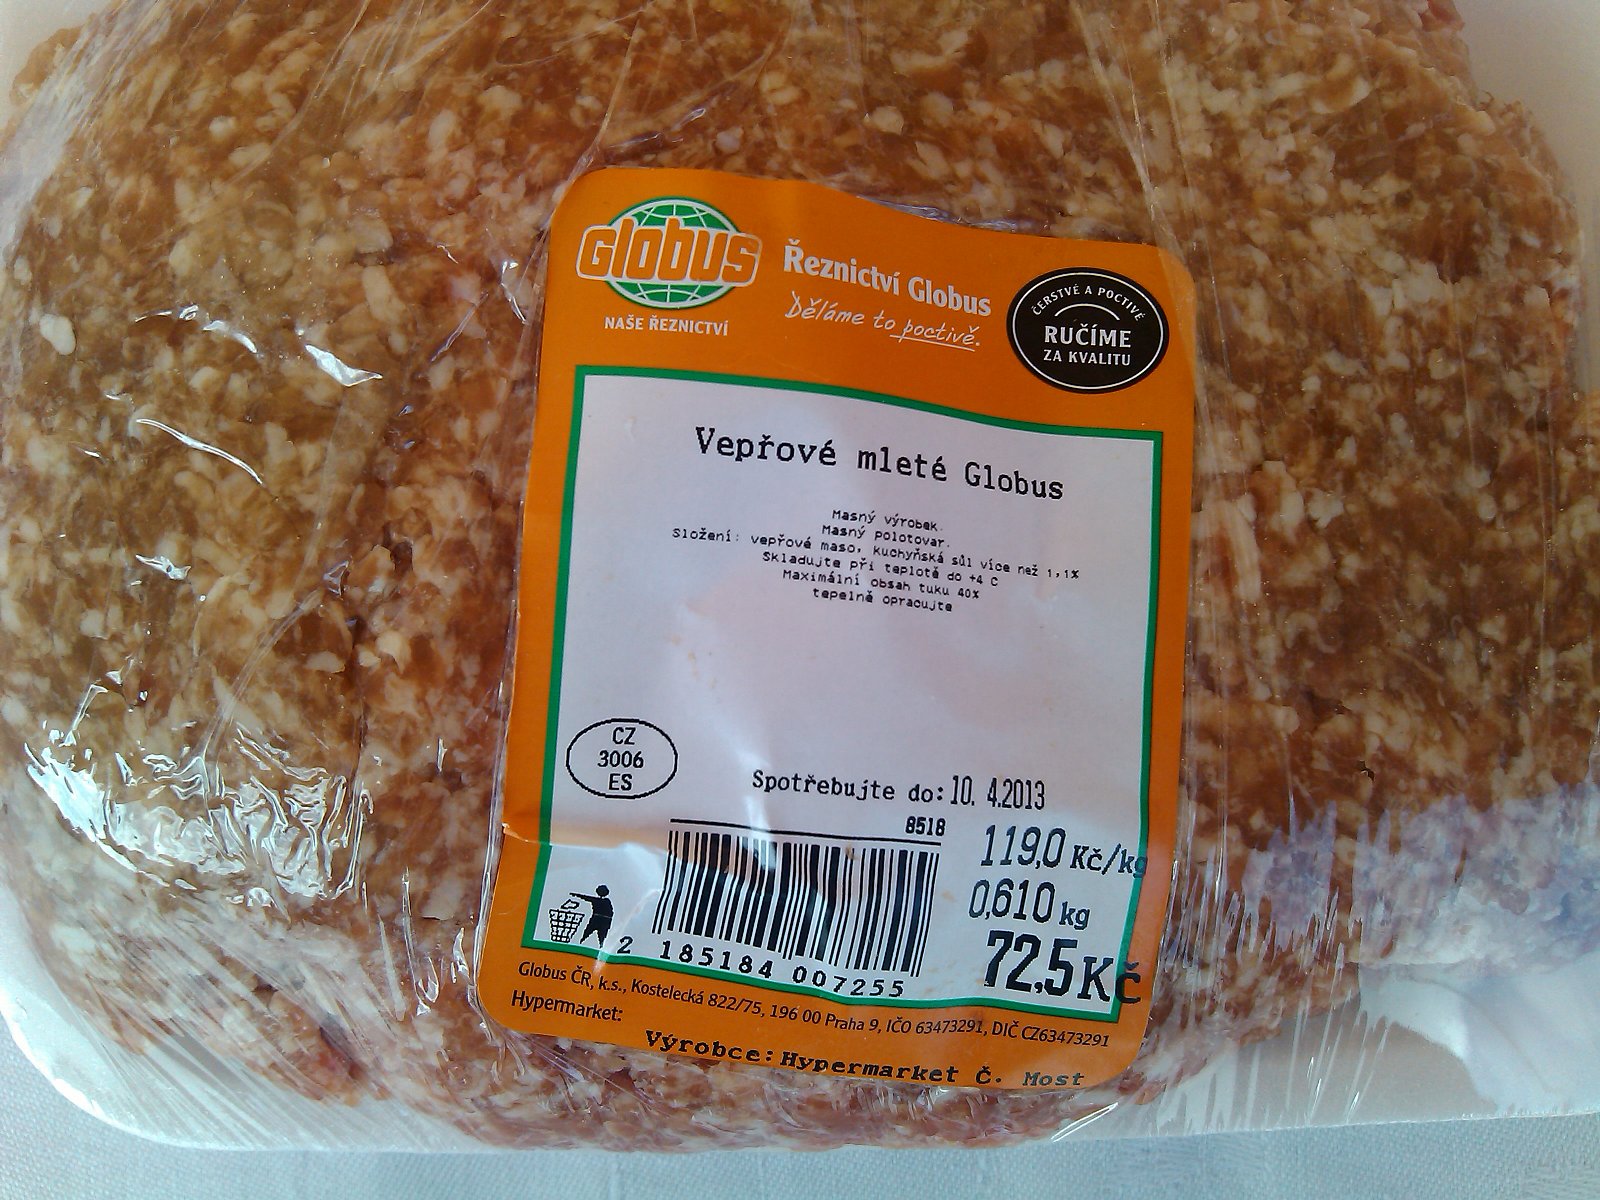 Globus
NAŠE ŘEZNICTVÍ
Řeznictví Globus
Děláme to poctivě.
ČERSTVÉ A POCTIVÉ
RUČÍME
ZA KVALITU
Vepřové mleté Globus
Masný výrobek.
Masný polotovar.
Složení: vepřové maso, kuchyňská sůl více než 1,1%
Skladujte při teplotě do +4 C
Maximální obsah tuku 40%
tepelně opracujte
CZ
3006
ES
Spotřebujte do: 10. 4.2013
8518
119,0 Kč/kg
0,610 kg
72,5 Kč
2 185184 007255
Globus ČR, k.s., Kostelecká 822/75, 196 00 Praha 9, IČO 63473291, DIČ CZ63473291
Hypermarket:
Výrobce: Hypermarket Č. Most